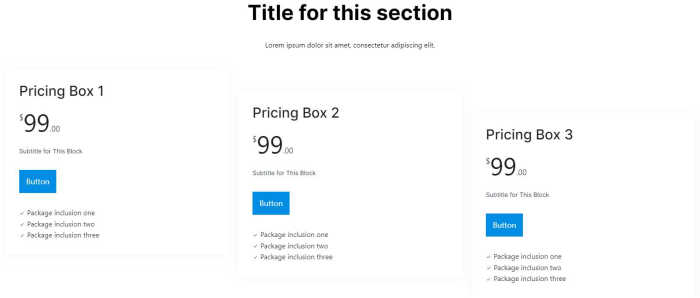 Title for this section
Lorem ipsum dolor sit amet, consectetur adipiscing elit.
Pricing Box 1
$99.00
Subtitle for This Block
Button
✓ Package inclusion one
✓ Package inclusion two
✓ Package inclusion three
Pricing Box 2
$99.00
Subtitle for This Block
Button
✓ Package inclusion one
✓ Package inclusion two
✓ Package inclusion three
Pricing Box 3
$99.00
Subtitle for This Block
Button
✓ Package inclusion one
✓ Package inclusion two
✓ Package inclusion three